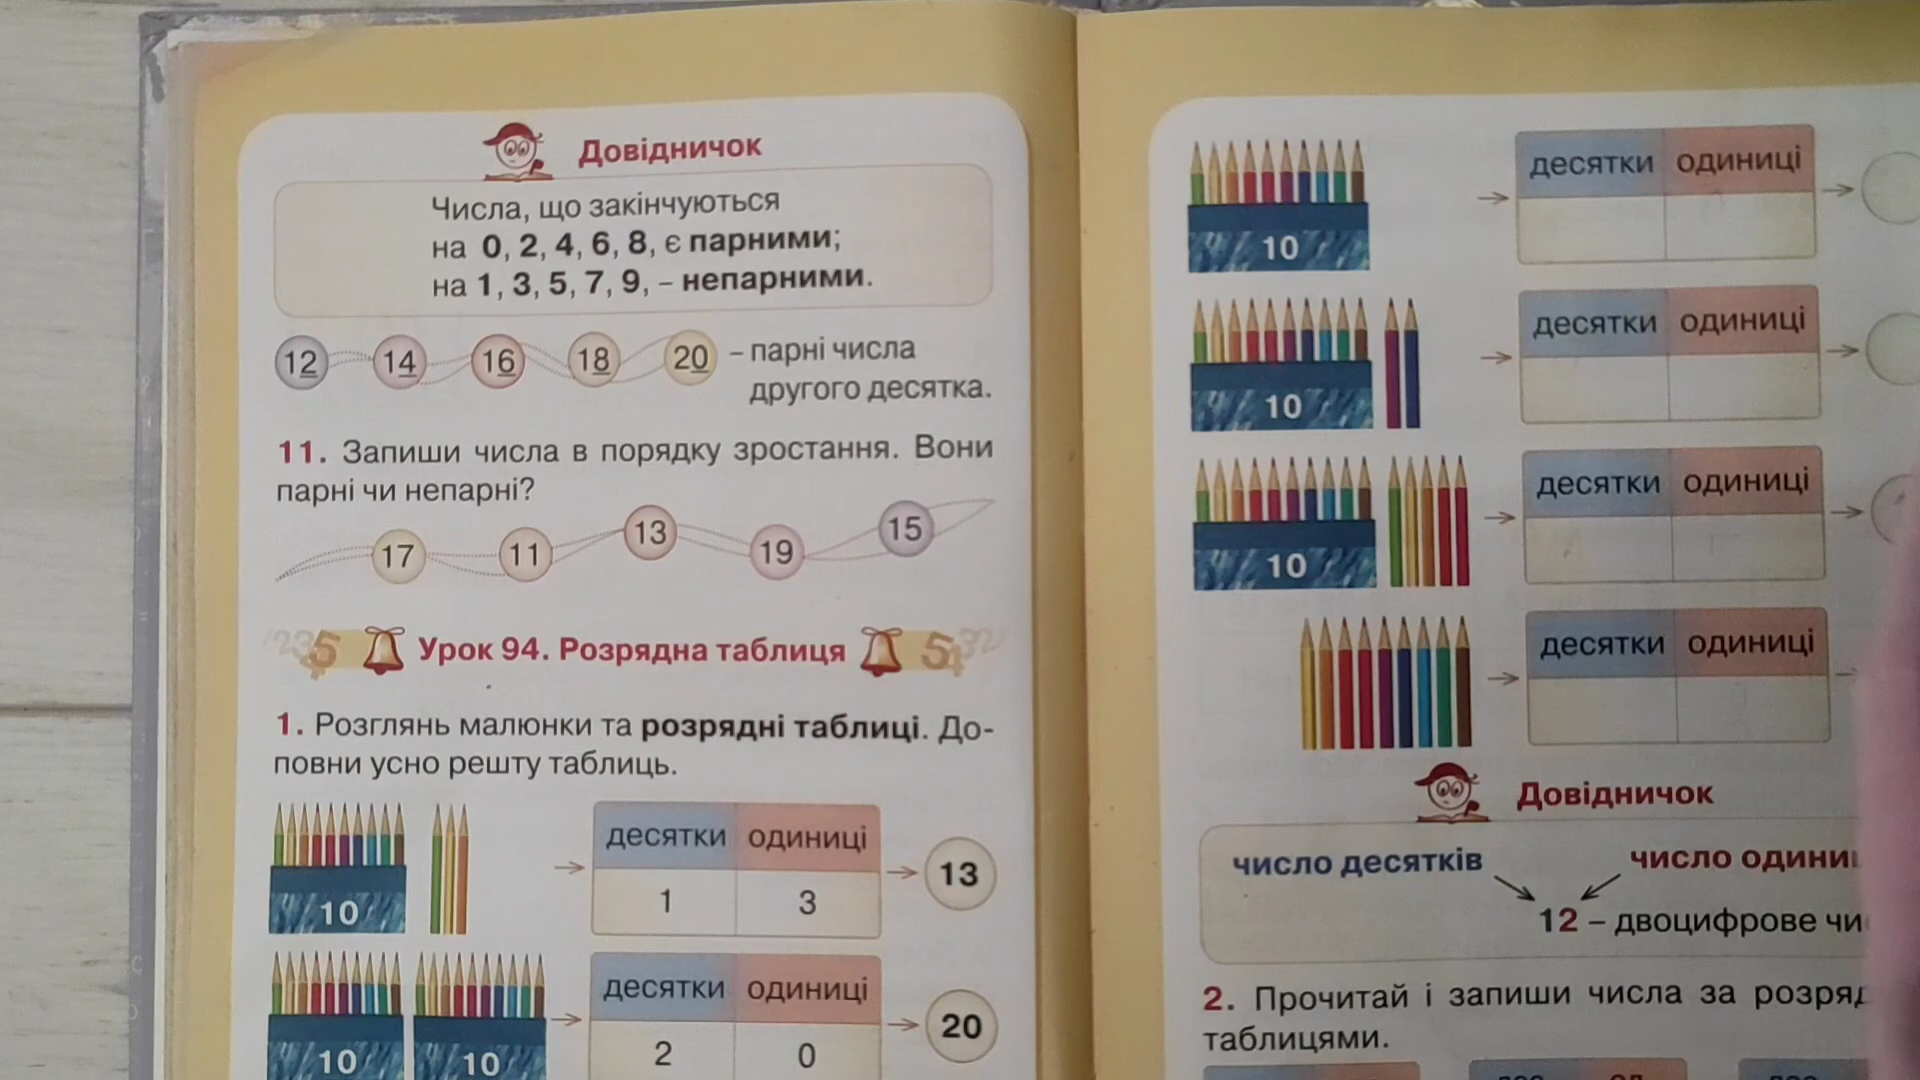 Довідничок
Числа, що закінчуються
на 0, 2, 4, 6, 8, є парними;
на 1, 3, 5, 7, 9, – непарними.
12 14 16 18 20 – парні числа
другого десятка.
11. Запиши числа в порядку зростання. Вони
парні чи непарні?
17 11 13 19 15
Урок 94. Розрядна таблиця
1. Розглянь малюнки та розрядні таблиці. До-
повни усно решту таблиць.
десятки одиниці
10 1 3 13
десятки одиниці
10 10 2 0 20
десятки одиниці
10
десятки одиниці
10
десятки одиниці
10
десятки одиниці
Довідничок
число десятків число
12 – двоцифрове
2. Прочитай і запиши числа за
таблицями.